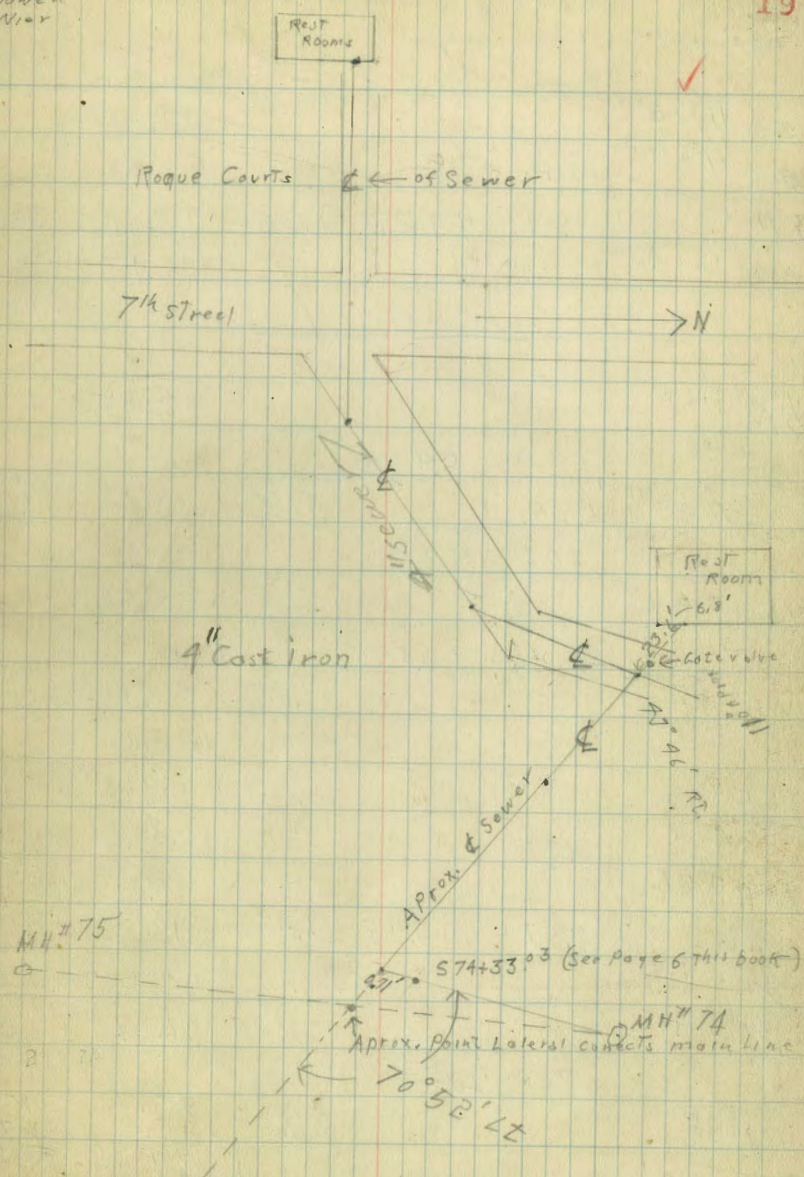 19
Rest
Rooms
Roque Courts ℄ ← of Sewer
7th Street
N
℄ Sewer
℄
Rest
Room
6.8'
4" Cast iron
℄
Gate valve
℄
Aprox. ℄ Sewer
MH. # 75
S 74+33.03 (See Page 6 This book)
MH # 74
Aprox. Point Lateral conects main line
70° 52' Lt